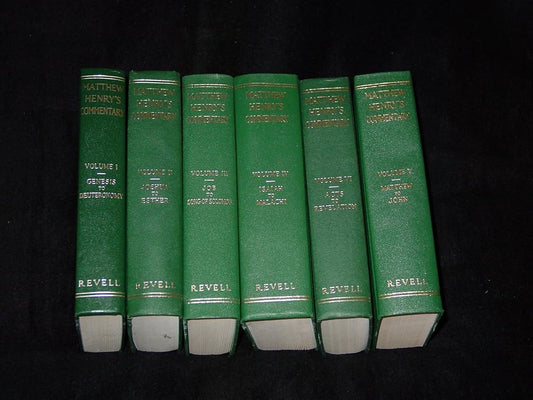 MATTHEW
HENRY'S
COMMENTARY
VOLUME I
GENESIS
TO
DEUTERONOMY
REVELL
MATTHEW
HENRY'S
COMMENTARY
VOLUME II
JOSHUA
TO
ESTHER
REVELL
MATTHEW
HENRY'S
COMMENTARY
VOLUME III
JOB
TO
SONG OF SOLOMON
REVELL
MATTHEW
HENRY'S
COMMENTARY
VOLUME IV
ISAIAH
TO
MALACHI
REVELL
MATTHEW
HENRY'S
COMMENTARY
VOLUME VI
ACTS
TO
REVELATION
REVELL
MATTHEW
HENRY'S
COMMENTARY
VOLUME V
MATTHEW
TO
JOHN
REVELL